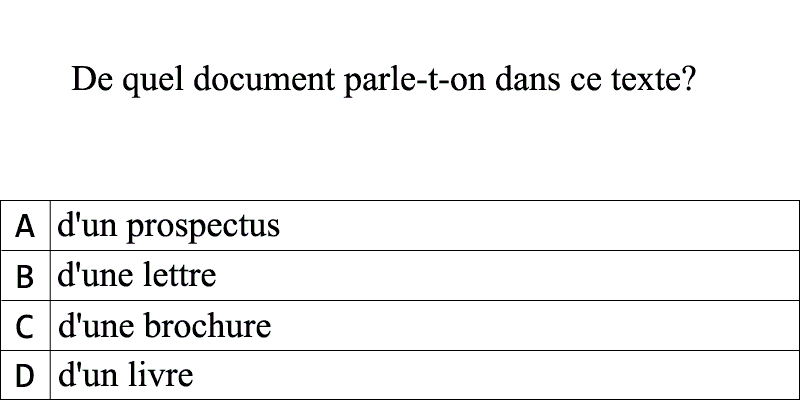 De quel document parle-t-on dans ce texte?
A d'un prospectus
B d'une lettre
C d'une brochure
D d'un livre